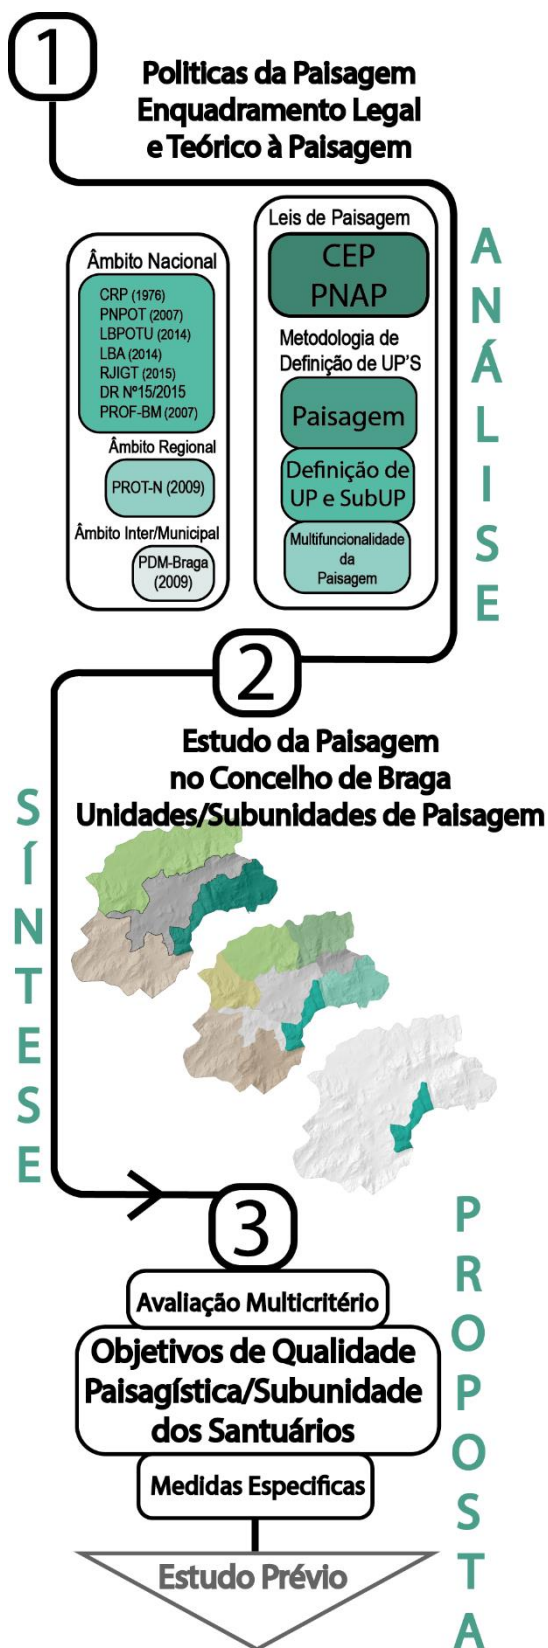 1
Politicas da Paisagem
Enquadramento Legal
e Teórico à Paisagem
ANÁLISE
Âmbito Nacional
CRP (1976)
PNPOT (2007)
LBPOTU (2014)
LBA (2014)
RJIGT (2015)
DR Nº15/2015
PROF-BM (2007)
Âmbito Regional
PROT-N (2009)
Âmbito Inter/Municipal
PDM-Braga
(2009)
Leis de Paisagem
CEP
PNAP
Metodologia de
Definição de UP'S
Paisagem
Definição de
UP e SubUP
Multifuncionalidade
da
Paisagem
2
Estudo da Paisagem
no Concelho de Braga
Unidades/Subunidades de Paisagem
SÍNTESE
3
Avaliação Multicritério
Objetivos de Qualidade
Paisagística/Subunidade
dos Santuários
Medidas Especificas
Estudo Prévio
PROPOSTA